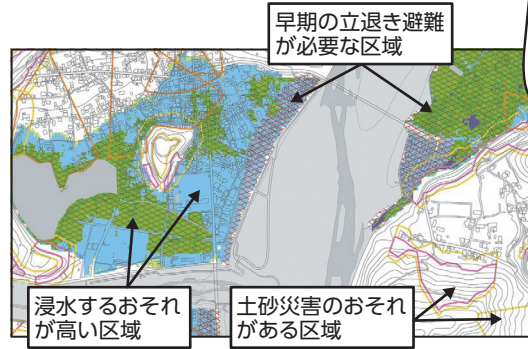 早期の立退き避難
が必要な区域
浸水するおそれ
が高い区域
土砂災害のおそれ
がある区域